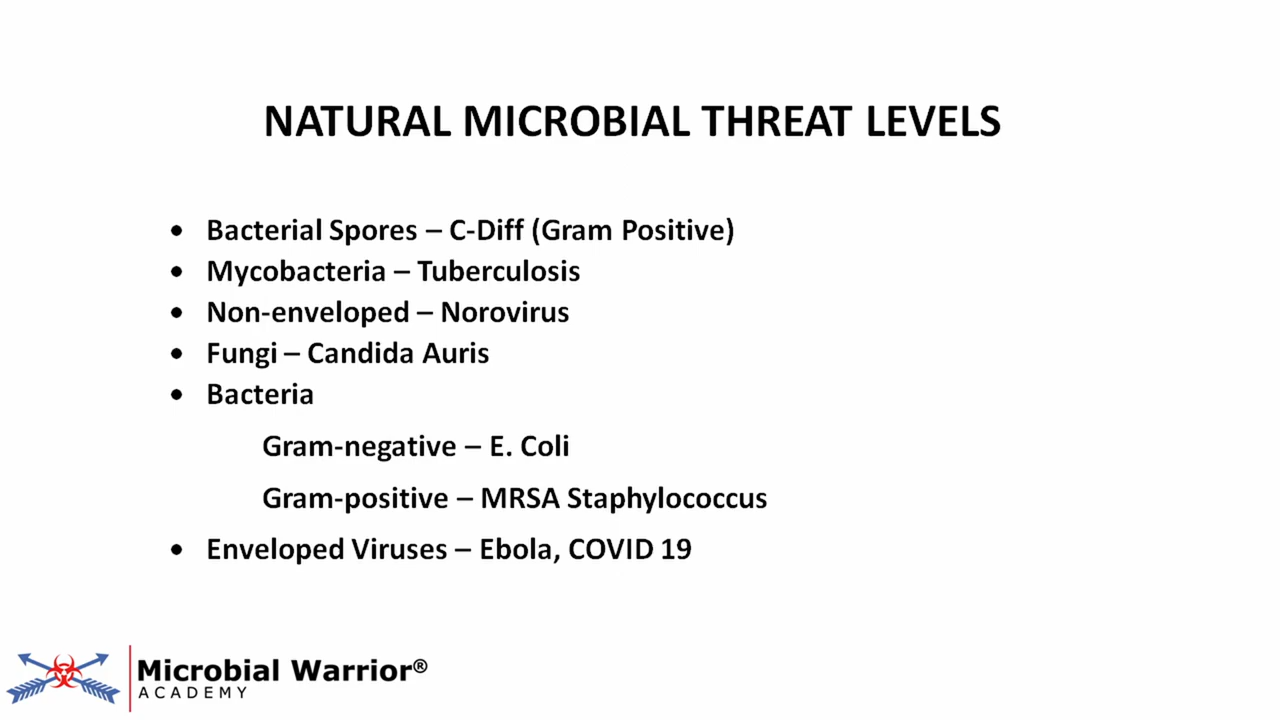 NATURAL MICROBIAL THREAT LEVELS
• Bacterial Spores – C-Diff (Gram Positive)
• Mycobacteria – Tuberculosis
• Non-enveloped – Norovirus
• Fungi – Candida Auris
• Bacteria
Gram-negative – E. Coli
Gram-positive – MRSA Staphylococcus
• Enveloped Viruses – Ebola, COVID 19
Microbial Warrior®
ACADEMY